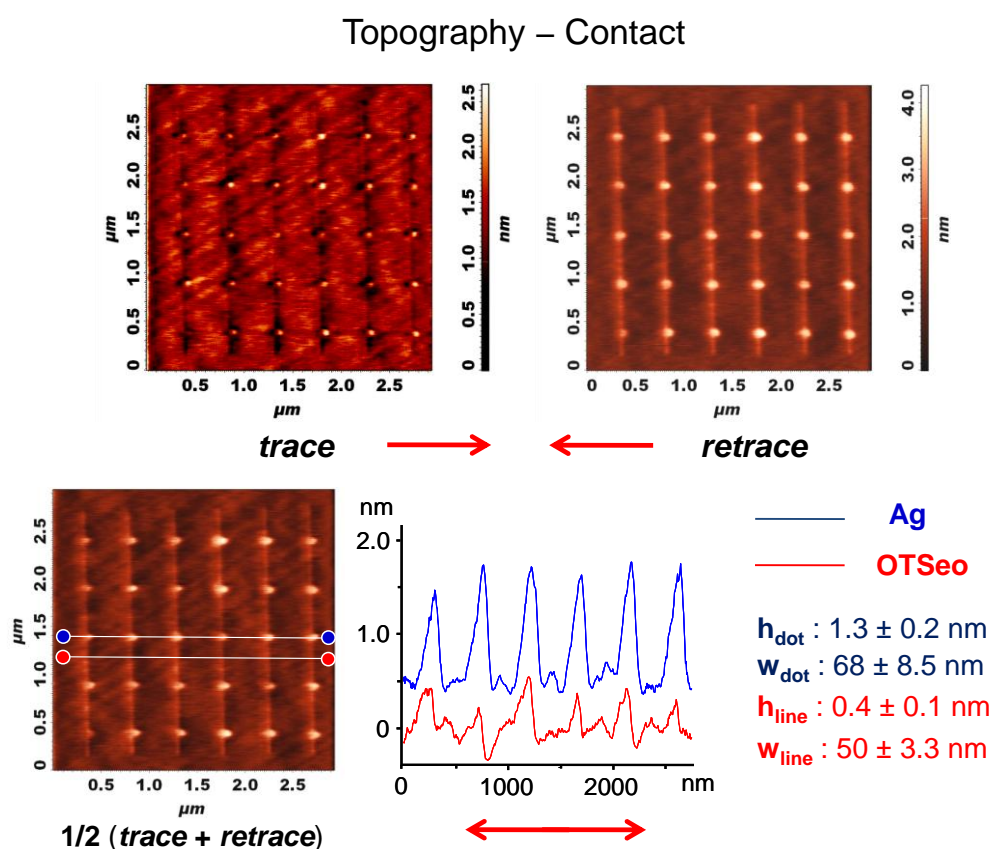 Topography – Contact
2.5
2.0
1.5
1.0
0.5
0
µm
0.5 1.0 1.5 2.0 2.5
µm
2.5
2.0
1.5
1.0
0.5
0
nm
2.5
2.0
1.5
1.0
0.5
0
µm
0 0.5 1.0 1.5 2.0 2.5
µm
4.0
3.0
2.0
1.0
0
nm
trace
retrace
2.5
2.0
1.5
1.0
0.5
0
µm
0.5 1.0 1.5 2.0 2.5
µm
1/2 (trace + retrace)
nm
2.0
1.0
0
0 1000 2000 nm
Ag
OTSeo
hdot : 1.3 ± 0.2 nm
wdot : 68 ± 8.5 nm
hline : 0.4 ± 0.1 nm
wline : 50 ± 3.3 nm